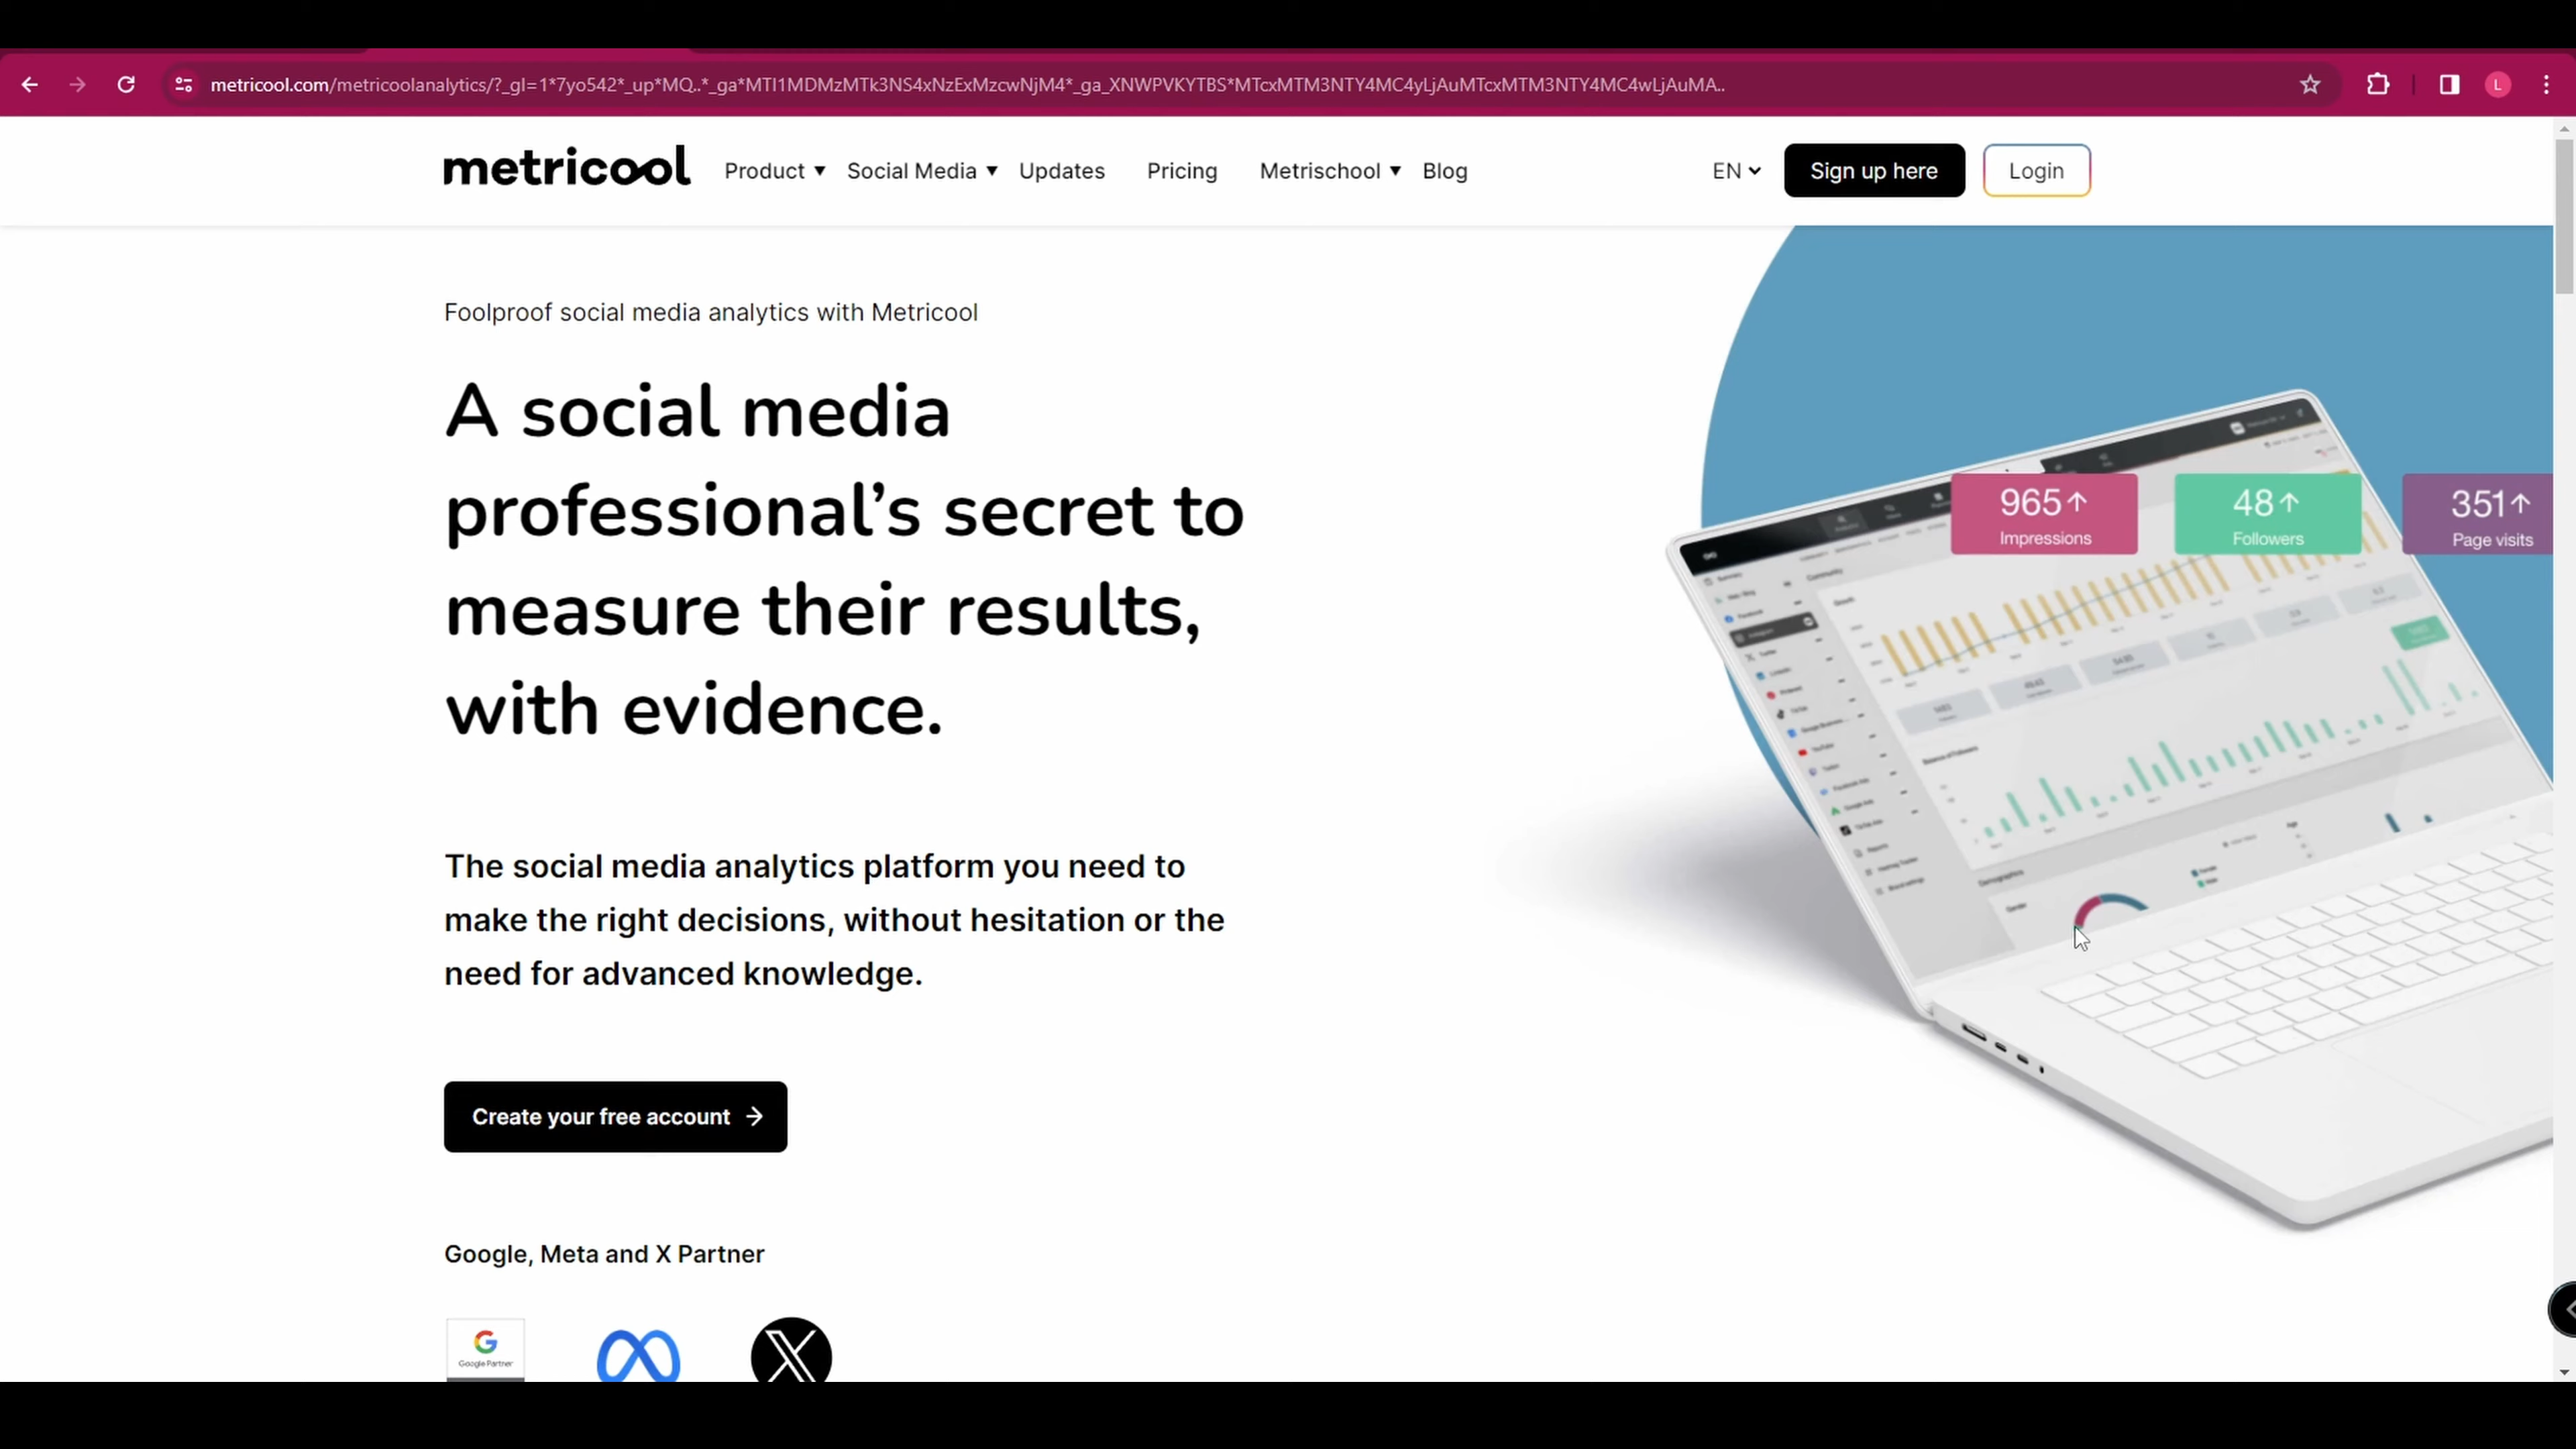 metricool.com/metricoolanalytics/?_gl=1*7yo542*_up*MQ..*_ga*MTI1MDMzMTk3NS4xNzExMzcwNjM4*_ga_XNWPVKYTBS*MTcxMTM3NTY4MC4yLjAuMTcxMTM3NTY4MC4wLjAuMA..
L
metricool
Product
Social Media
Updates
Pricing
Metrischool
Blog
EN
Sign up here
Login
Foolproof social media analytics with Metricool
A social media
professional's secret to
measure their results,
with evidence.
965↑
Impressions
48↑
Followers
351↑
Page visits
The social media analytics platform you need to
make the right decisions, without hesitation or the
need for advanced knowledge.
Create your free account →
Google, Meta and X Partner
Google Partner